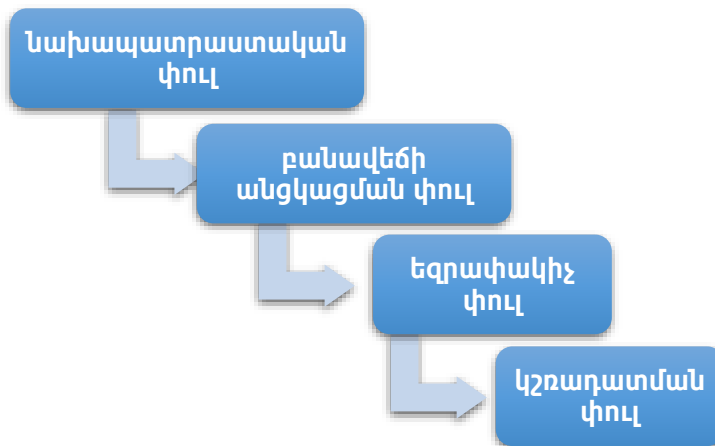 նախապատրաստական
փուլ
բանավեճի
անցկացման փուլ
եզրափակիչ
փուլ
կշռադատման
փուլ